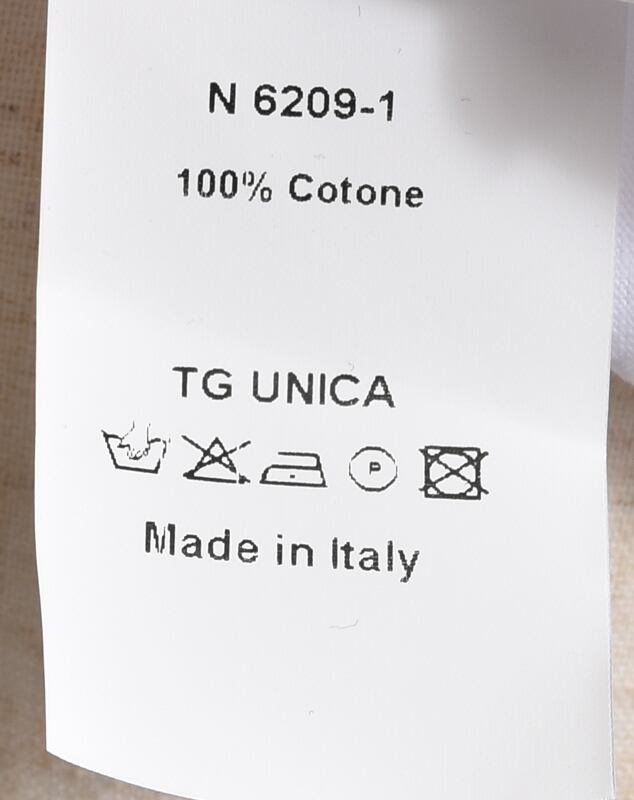 N 6209-1
100% Cotone
TG UNICA
P
Made in Italy